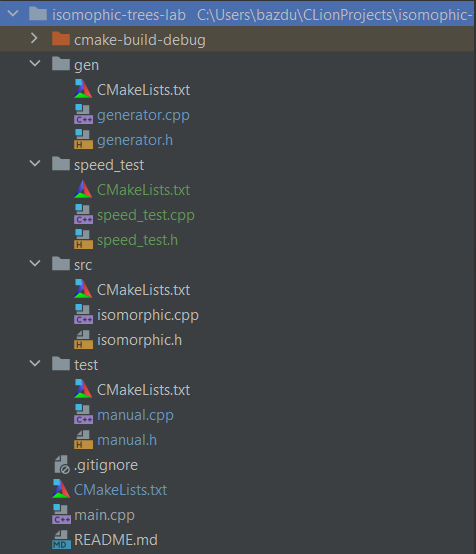 isomophic-trees-lab C:\Users\bazdu\CLionProjects\isomophic-
cmake-build-debug
gen
CMakeLists.txt
generator.cpp
generator.h
speed_test
CMakeLists.txt
speed_test.cpp
speed_test.h
src
CMakeLists.txt
isomorphic.cpp
isomorphic.h
test
CMakeLists.txt
manual.cpp
manual.h
.gitignore
CMakeLists.txt
main.cpp
README.md